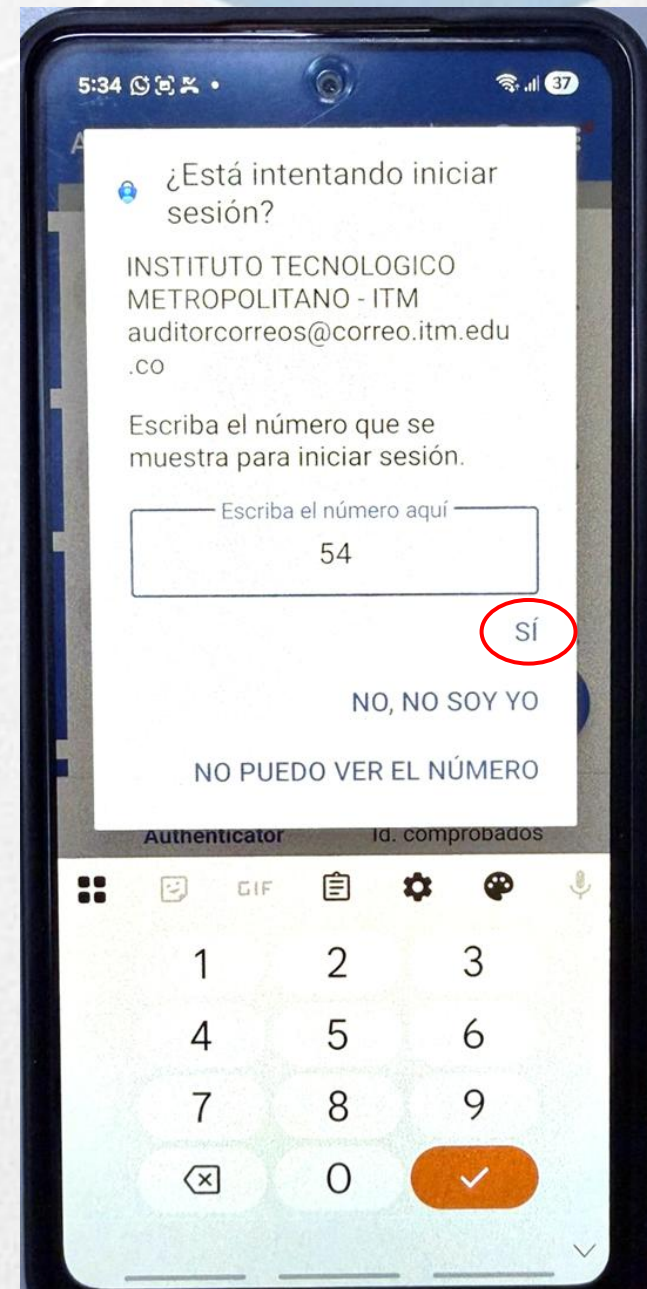 5:34
37
¿Está intentando iniciar
sesión?
INSTITUTO TECNOLOGICO
METROPOLITANO - ITM
auditorcorreos@correo.itm.edu
.co
Escriba el número que se
muestra para iniciar sesión.
Escriba el número aquí
54
SÍ
NO, NO SOY YO
NO PUEDO VER EL NÚMERO
Authenticator Id. comprobados
GIF
1 2 3
4 5 6
7 8 9
0